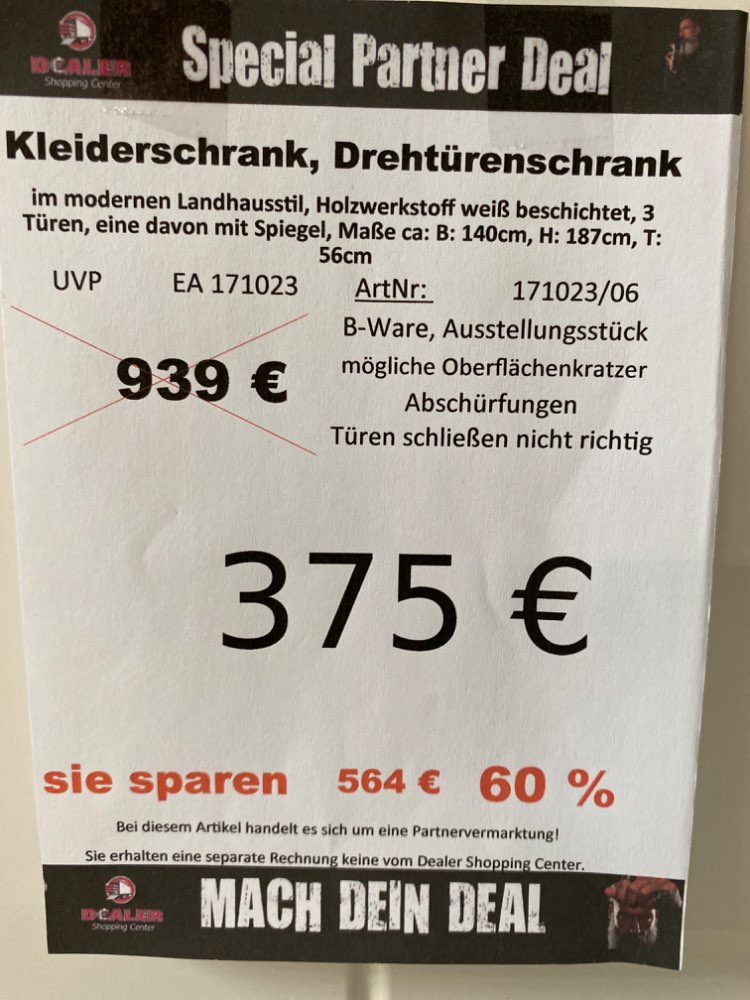 DEALER
Shopping Center
Special Partner Deal
Kleiderschrank, Drehtürenschrank
im modernen Landhausstil, Holzwerkstoff weiß beschichtet, 3
Türen, eine davon mit Spiegel, Maße ca: B: 140cm, H: 187cm, T:
56cm
UVP EA 171023 ArtNr: 171023/06
B-Ware, Ausstellungsstück
939 €
mögliche Oberflächenkratzer
Abschürfungen
Türen schließen nicht richtig
375 €
sie sparen 564 € 60 %
Bei diesem Artikel handelt es sich um eine Partnervermarktung!
Sie erhalten eine separate Rechnung keine vom Dealer Shopping Center.
DEALER
Shopping Center
MACH DEIN DEAL